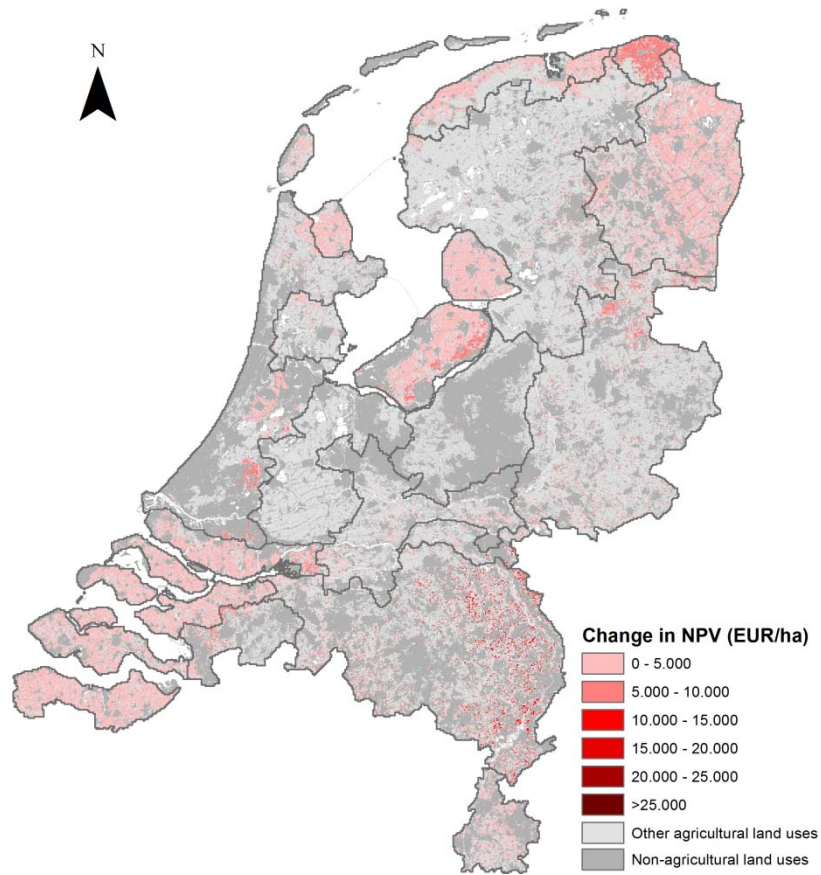 N
Change in NPV (EUR/ha)
0 - 5.000
5.000 - 10.000
10.000 - 15.000
15.000 - 20.000
20.000 - 25.000
>25.000
Other agricultural land uses
Non-agricultural land uses